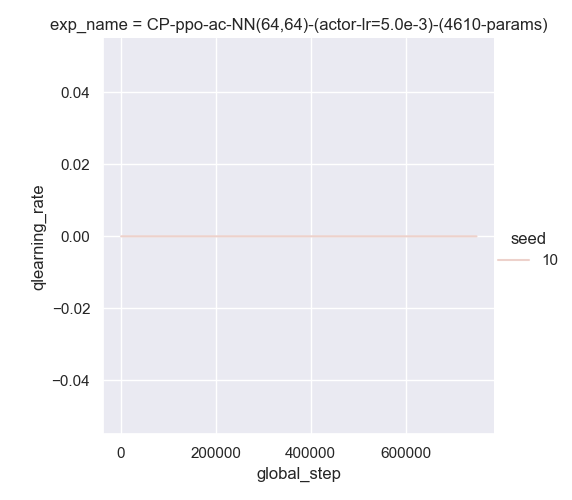 exp_name = CP-ppo-ac-NN(64,64)-(actor-lr=5.0e-3)-(4610-params)
0.04
0.02
0.00
−0.02
−0.04
qlearning_rate
0 200000 400000 600000
global_step
seed
10